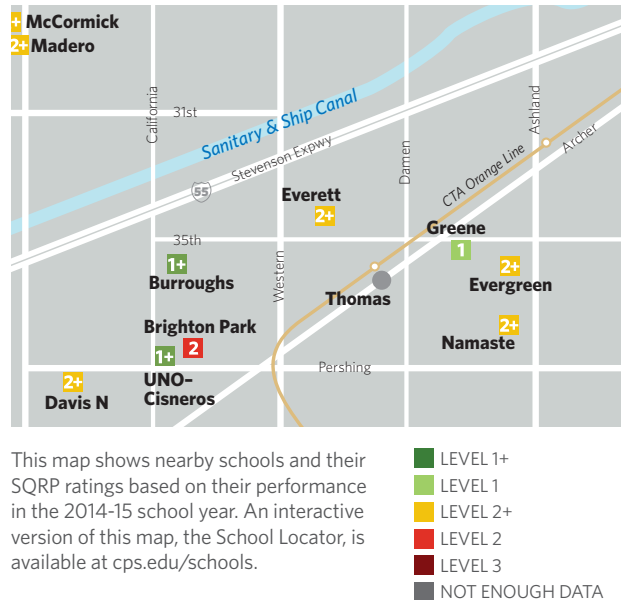 + McCormick
2+ Madero
California
31st
Sanitary & Ship Canal
Stevenson Expwy
55
Damen
Ashland
CTA Orange Line
Archer
Everett
2+
Greene
1
35th
Western
1+
Burroughs
2+
Evergreen
Thomas
Brighton Park
2
1+
UNO–
Cisneros
2+
Namaste
Pershing
2+
Davis N
This map shows nearby schools and their
SQRP ratings based on their performance
in the 2014-15 school year. An interactive
version of this map, the School Locator, is
available at cps.edu/schools.
LEVEL 1+
LEVEL 1
LEVEL 2+
LEVEL 2
LEVEL 3
NOT ENOUGH DATA